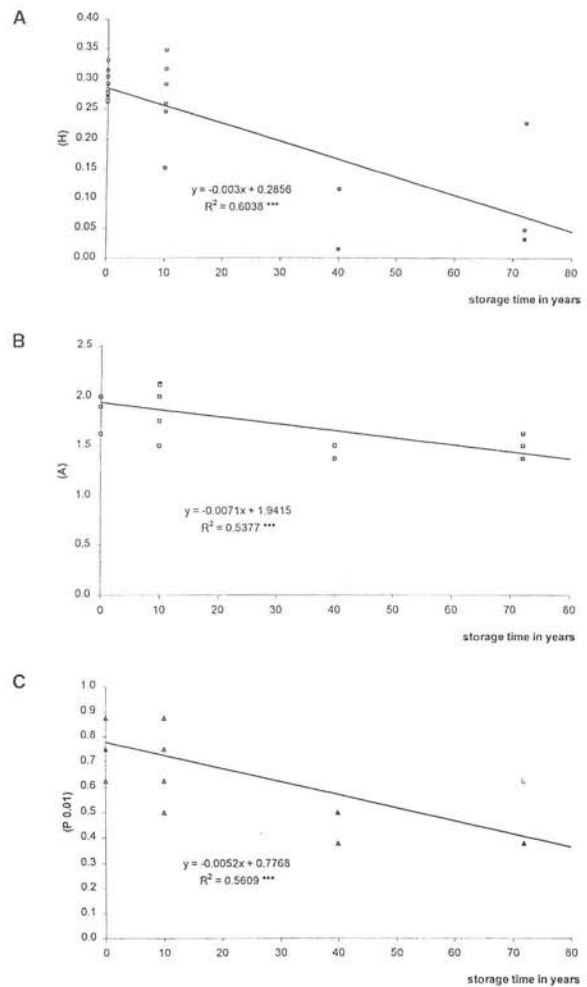 A
0.40
0.35
0.30
0.25
0.20
0.15
0.10
0.05
0.00
(H)
y = -0.003x + 0.2856
R² = 0.6038 ***
0 10 20 30 40 50 60 70 80
storage time in years
B
2.5
2.0
1.5
1.0
0.5
0.0
(A)
y = -0.0071x + 1.9415
R² = 0.5377 ***
0 10 20 30 40 50 60 70 80
storage time in years
C
1.0
0.9
0.8
0.7
0.6
0.5
0.4
0.3
0.2
0.1
0.0
(P 0.01)
y = -0.0052x + 0.7768
R² = 0.5609 ***
0 10 20 30 40 50 60 70 80
storage time in years